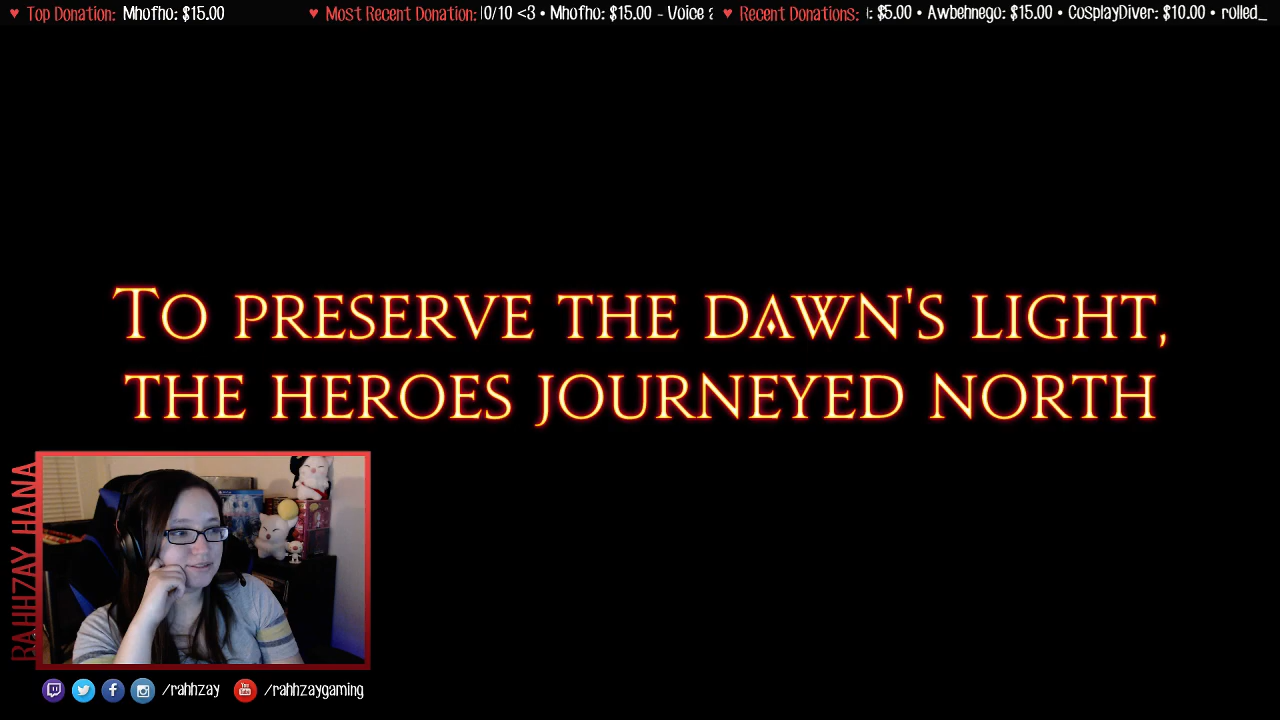 ♥ Top Donation: Mhofho: $15.00 ♥ Most Recent Donation: 0/10 <3 • Mhofho: $15.00 - Voice ♥ Recent Donations: : $5.00 • Awbehnego: $15.00 • CosplayDiver: $10.00 • rolled_
TO PRESERVE THE DAWN'S LIGHT,
THE HEROES JOURNEYED NORTH
RAHHZAY HANA
/rahhzay You Tube /rahhzaygaming